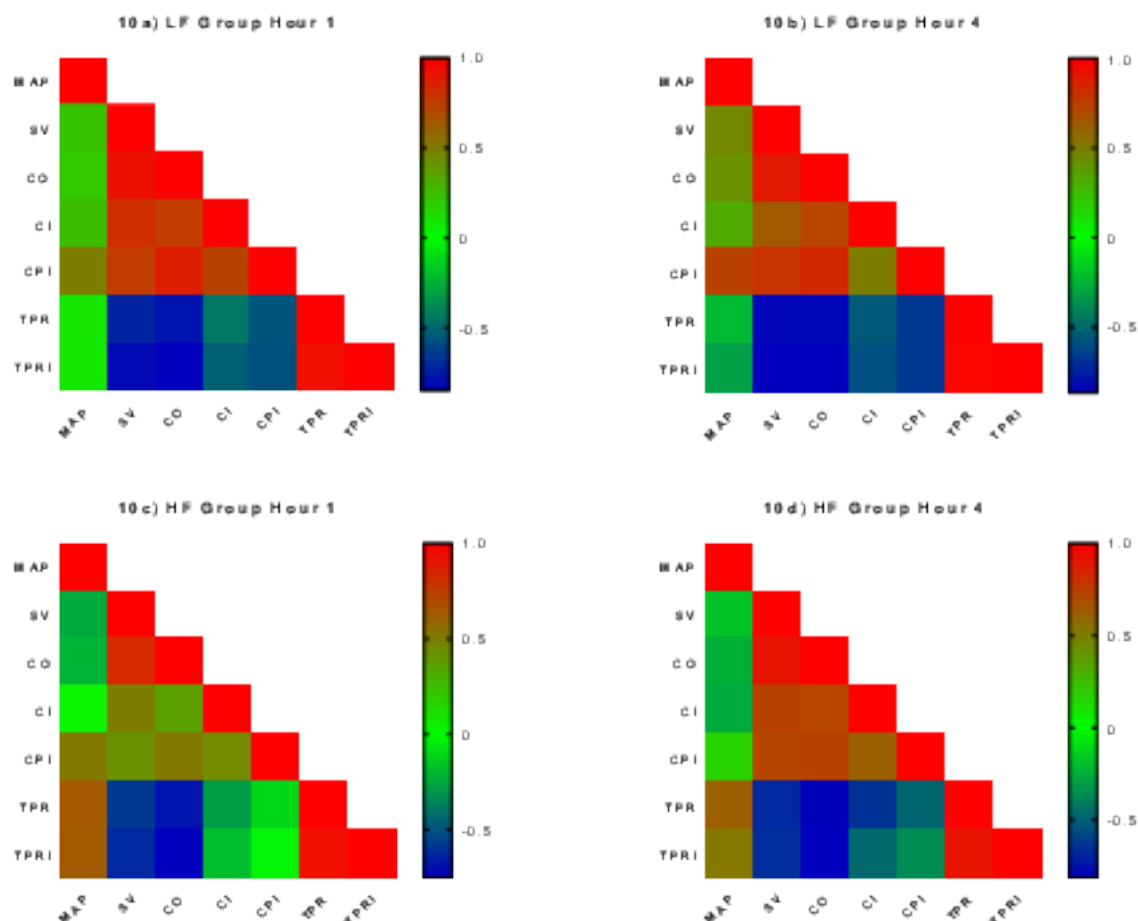 10a) LF Group Hour 1
10b) LF Group Hour 4
MAP
SV
CO
CI
CPI
TPR
TPRI
1.0
0.5
0
-0.5
MAP
SV
CO
CI
CPI
TPR
TPRI
MAP
SV
CO
CI
CPI
TPR
TPRI
1.0
0.5
0
-0.5
MAP
SV
CO
CI
CPI
TPR
TPRI
10c) HF Group Hour 1
10d) HF Group Hour 4
MAP
SV
CO
CI
CPI
TPR
TPRI
1.0
0.5
0
-0.5
MAP
SV
CO
CI
CPI
TPR
TPRI
MAP
SV
CO
CI
CPI
TPR
TPRI
1.0
0.5
0
-0.5
MAP
SV
CO
CI
CPI
TPR
TPRI